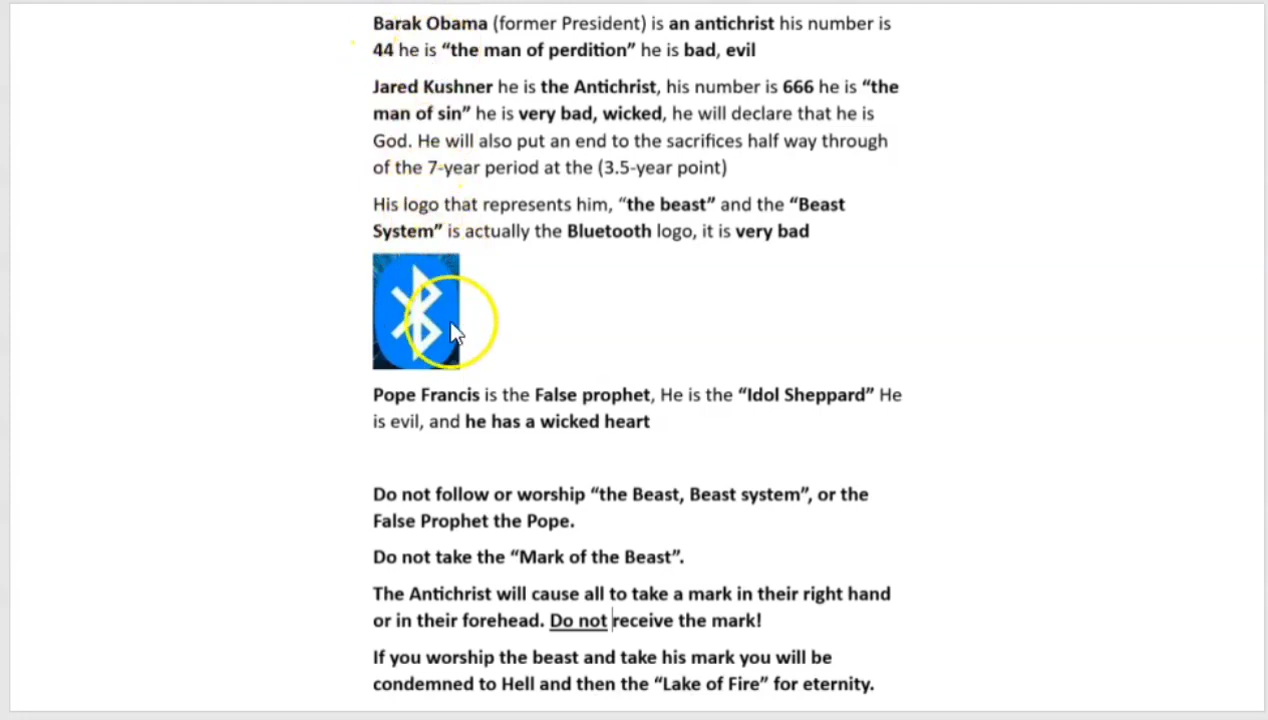 Barak Obama (former President) is an antichrist his number is
44 he is “the man of perdition” he is bad, evil
Jared Kushner he is the Antichrist, his number is 666 he is “the
man of sin” he is very bad, wicked, he will declare that he is
God. He will also put an end to the sacrifices half way through
of the 7-year period at the (3.5-year point)
His logo that represents him, “the beast” and the “Beast
System” is actually the Bluetooth logo, it is very bad
Pope Francis is the False prophet, He is the “Idol Sheppard” He
is evil, and he has a wicked heart
Do not follow or worship “the Beast, Beast system”, or the
False Prophet the Pope.
Do not take the “Mark of the Beast”.
The Antichrist will cause all to take a mark in their right hand
or in their forehead. Do not receive the mark!
If you worship the beast and take his mark you will be
condemned to Hell and then the “Lake of Fire” for eternity.